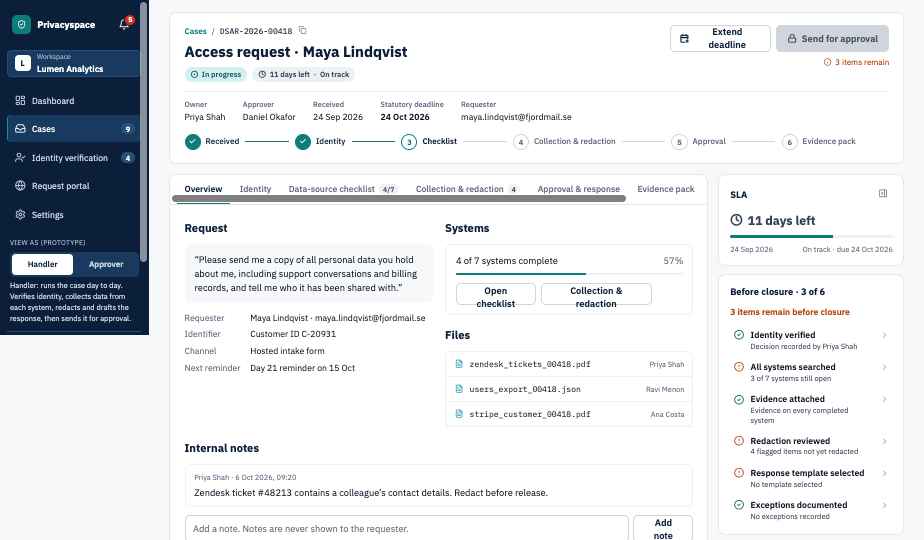 Privacyspace
5
Workspace
L
Lumen Analytics
Dashboard
Cases
9
Identity verification
4
Request portal
Settings
VIEW AS (PROTOTYPE)
Handler
Approver
Handler: runs the case day to day.
Verifies identity, collects data from
each system, redacts and drafts the
response, then sends it for approval.
Cases / DSAR-2026-00418
Access request · Maya Lindqvist
In progress
11 days left · On track
Extend
deadline
Send for approval
3 items remain
Owner
Priya Shah
Approver
Daniel Okafor
Received
24 Sep 2026
Statutory deadline
24 Oct 2026
Requester
maya.lindqvist@fjordmail.se
Received
Identity
3 Checklist
4 Collection & redaction
5 Approval
6 Evidence pack
Overview
Identity
Data-source checklist 4/7
Collection & redaction 4
Approval & response
Evidence pack
Request
“Please send me a copy of all personal data you hold
about me, including support conversations and billing
records, and tell me who it has been shared with.”
Requester Maya Lindqvist · maya.lindqvist@fjordmail.se
Identifier Customer ID C-20931
Channel Hosted intake form
Next reminder Day 21 reminder on 15 Oct
Systems
4 of 7 systems complete 57%
Open
checklist
Collection &
redaction
Files
zendesk_tickets_00418.pdf Priya Shah
users_export_00418.json Ravi Menon
stripe_customer_00418.pdf Ana Costa
Internal notes
Priya Shah · 6 Oct 2026, 09:20
Zendesk ticket #48213 contains a colleague’s contact details. Redact before release.
Add a note. Notes are never shown to the requester.
Add
note
SLA
11 days left
24 Sep 2026 On track · due 24 Oct 2026
Before closure · 3 of 6
3 items remain before closure
Identity verified
Decision recorded by Priya Shah
All systems searched
3 of 7 systems still open
Evidence attached
Evidence on every completed
system
Redaction reviewed
4 flagged items not yet redacted
Response template selected
No template selected
Exceptions documented
No exceptions recorded